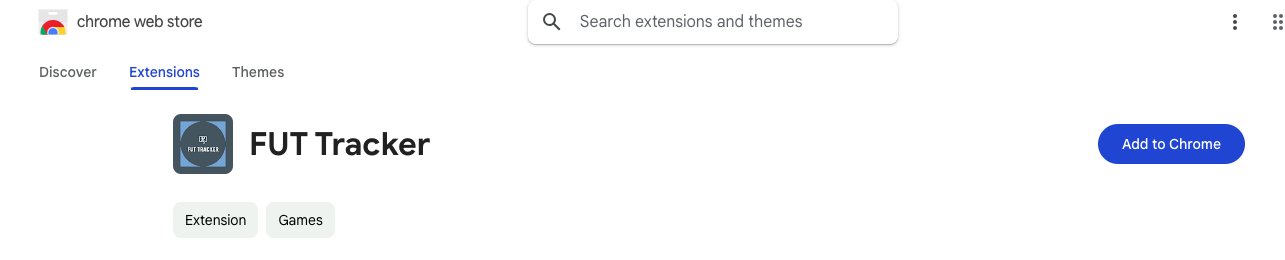 chrome web store
Search extensions and themes
Discover
Extensions
Themes
FUT TRACKER
FUT Tracker
Add to Chrome
Extension
Games